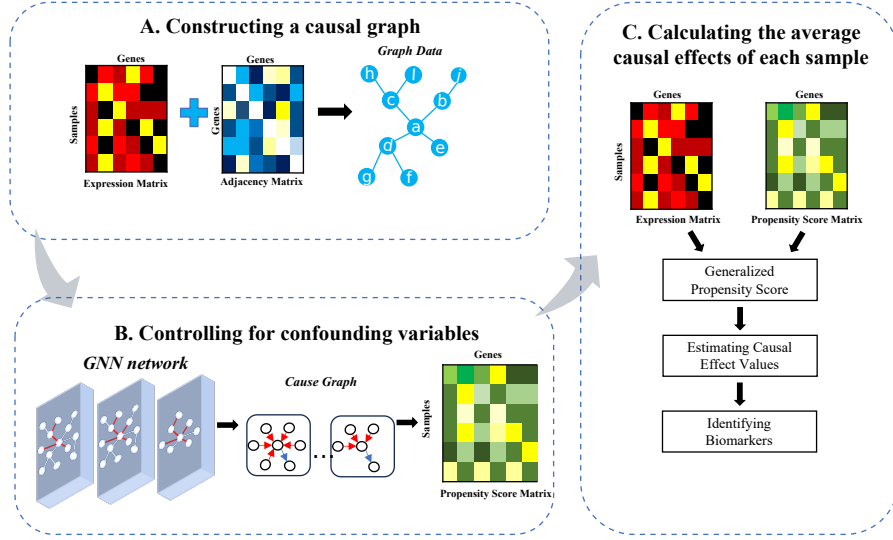 A. Constructing a causal graph
Genes
Samples
Expression Matrix
Genes
Genes
Adjacency Matrix
Graph Data
h
l
j
c
b
a
d
e
g
f
B. Controlling for confounding variables
GNN network
Cause Graph
...
Genes
Samples
Propensity Score Matrix
C. Calculating the average
causal effects of each sample
Genes
Samples
Expression Matrix
Genes
Propensity Score Matrix
Generalized
Propensity Score
Estimating Causal
Effect Values
Identifying
Biomarkers